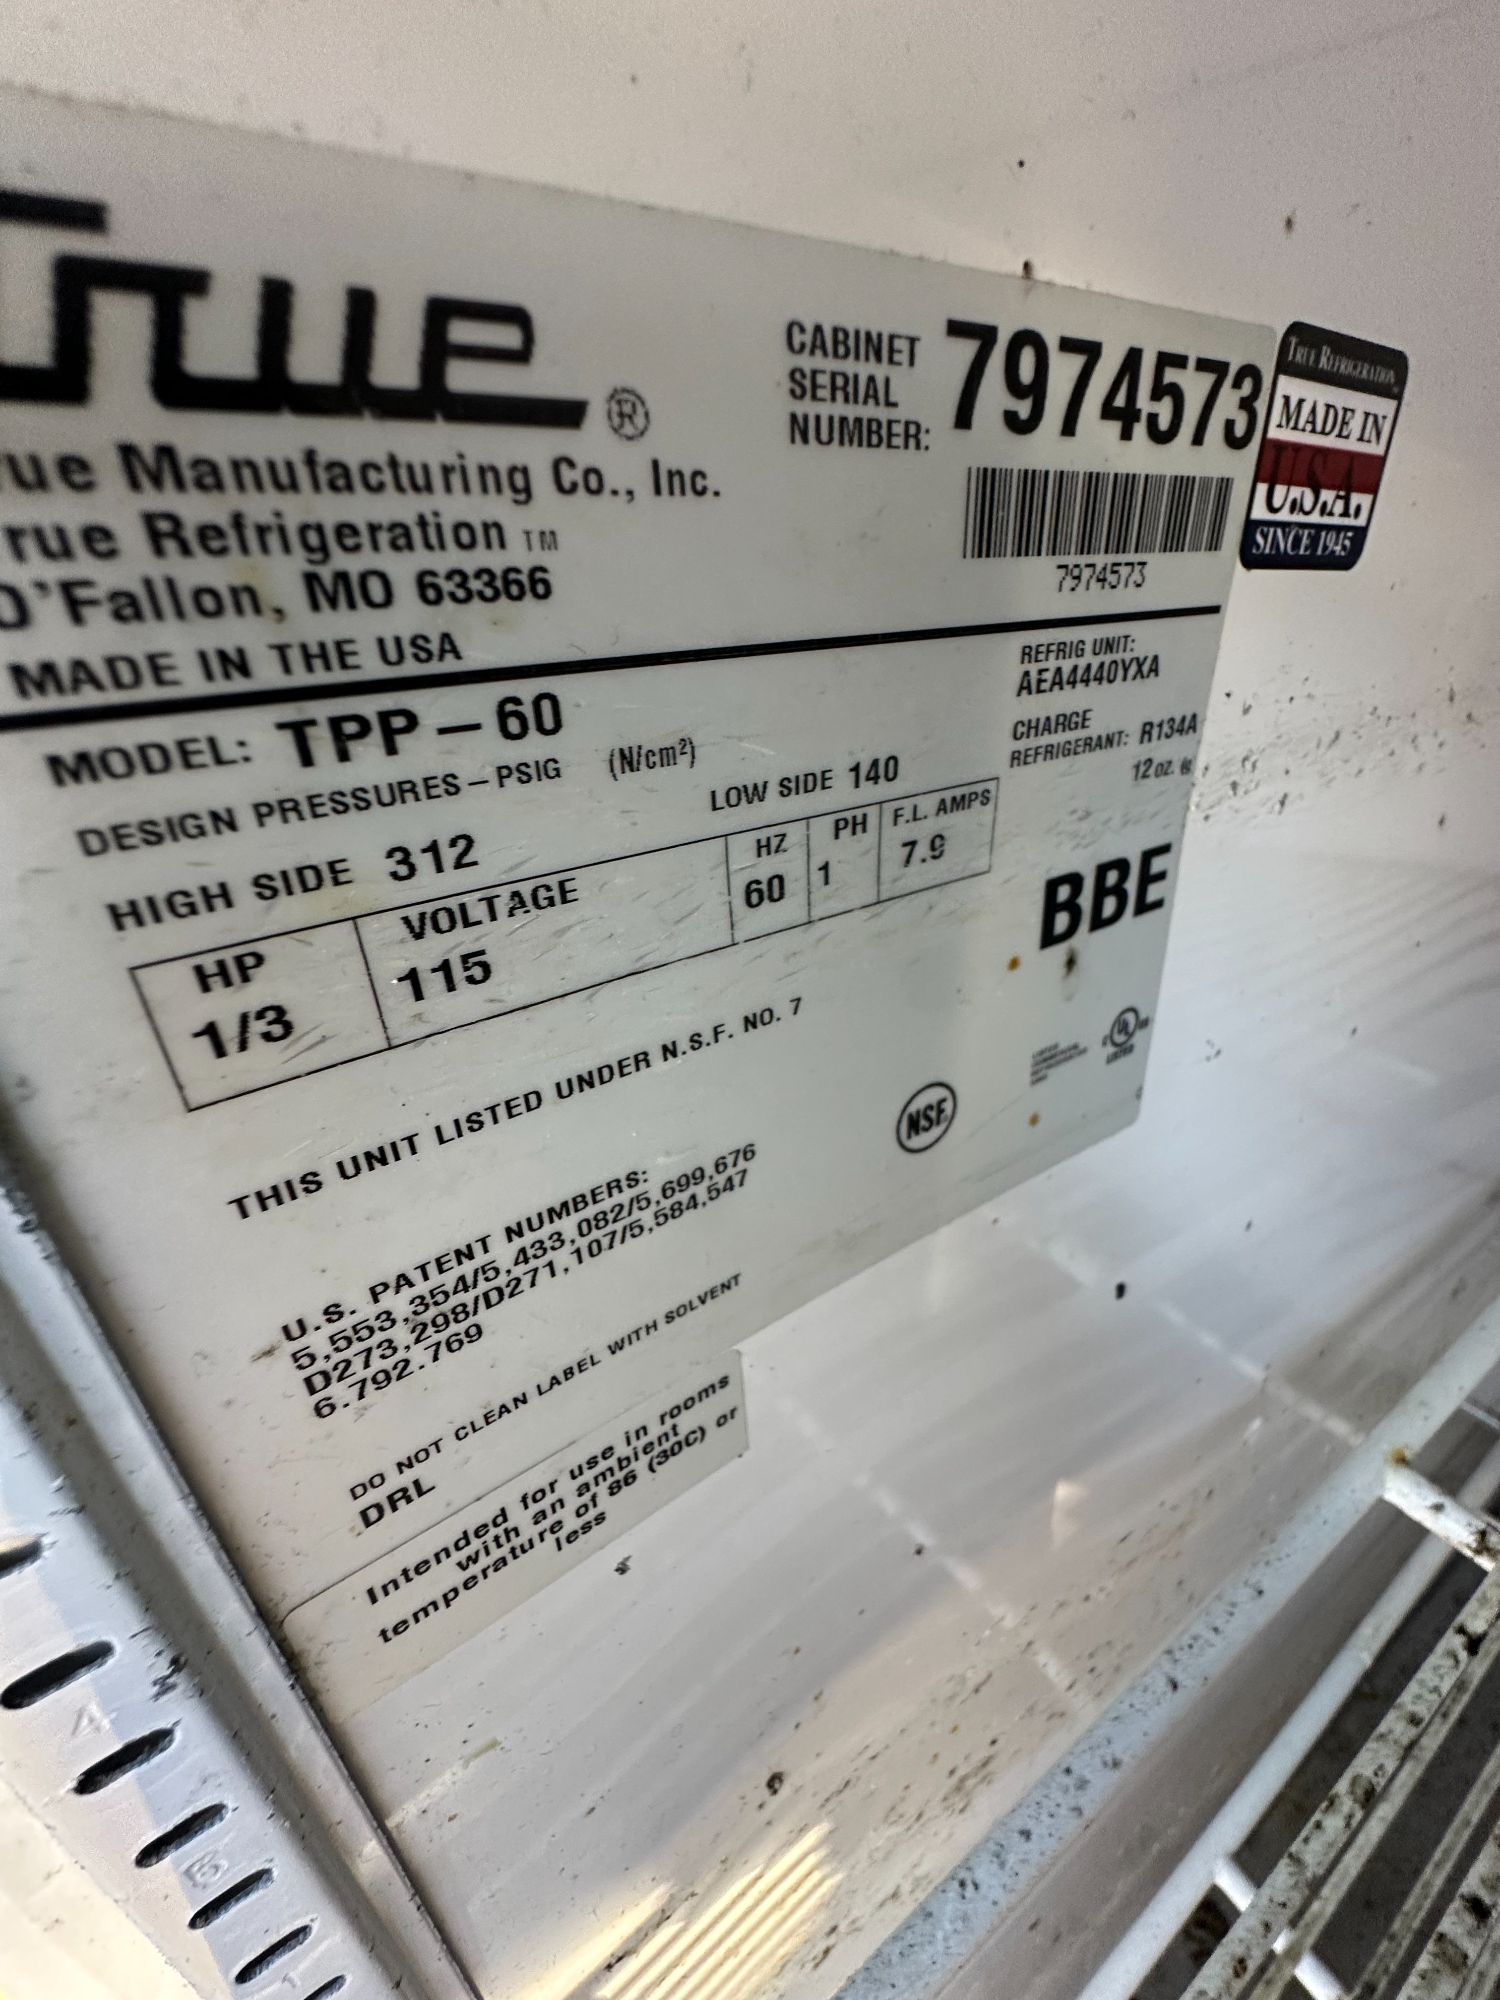 True®
rue Manufacturing Co., Inc.
rue Refrigeration TM
O'Fallon, MO 63366
MADE IN THE USA
CABINET
SERIAL
NUMBER: 7974573
7974573
TRUE REFRIGERATION
MADE IN
U.S.A.
SINCE 1945
MODEL: TPP-60
DESIGN PRESSURES-PSIG (N/cm²)
HIGH SIDE 312 LOW SIDE 140
REFRIG UNIT:
AEA4440YXA
CHARGE
REFRIGERANT: R134A
12 oz.
HP VOLTAGE HZ PH F.L. AMPS
1/3 115 60 1 7.9
BBE
THIS UNIT LISTED UNDER N.S.F. NO. 7
NSF
UL
LISTED
U.S. PATENT NUMBERS:
5,553,354/5,433,082/5,699,676
D273,298/D271,107/5,584,547
6.792.769
DO NOT CLEAN LABEL WITH SOLVENT
DRL
Intended for use in rooms
with an ambient
temperature of 86 (30C) or
less